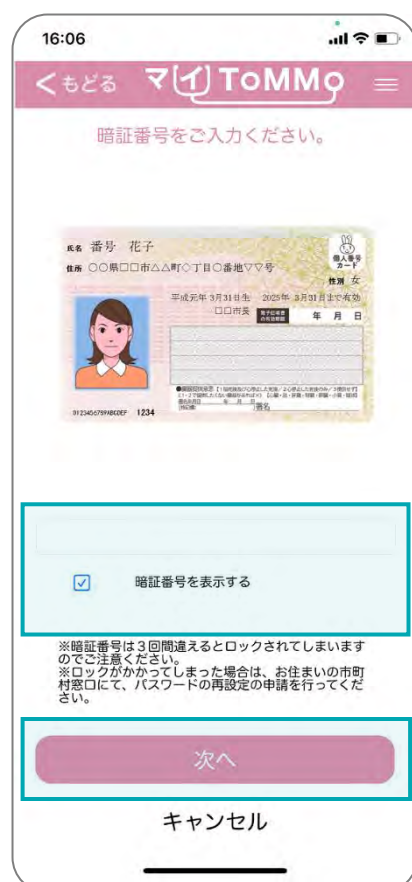 16:06
もどる マイ ToMMo
暗証番号をご入力ください。
氏名 番号 花子
個人番号
カード
住所 ○○県□□市△△町◇丁目○番地▽▽号
性別 女
平成元年 3月31日生 2025年 3月31日まで有効
□□市長 年 月 日
0123456789ABCDEF 1234
署名
暗証番号を表示する
※暗証番号は3回間違えるとロックされてしまいます
のでご注意ください。
※ロックがかかってしまった場合は、お住まいの市町
村窓口にて、パスワードの再設定の申請を行ってくだ
さい。
次へ
キャンセル